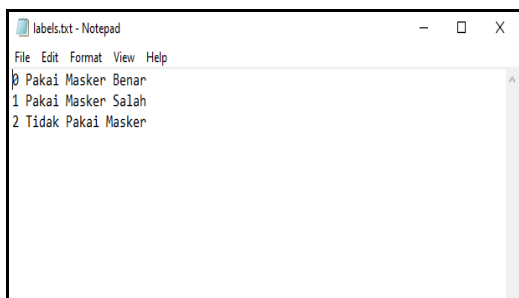 labels.txt - Notepad
File Edit Format View Help
0 Pakai Masker Benar
1 Pakai Masker Salah
2 Tidak Pakai Masker